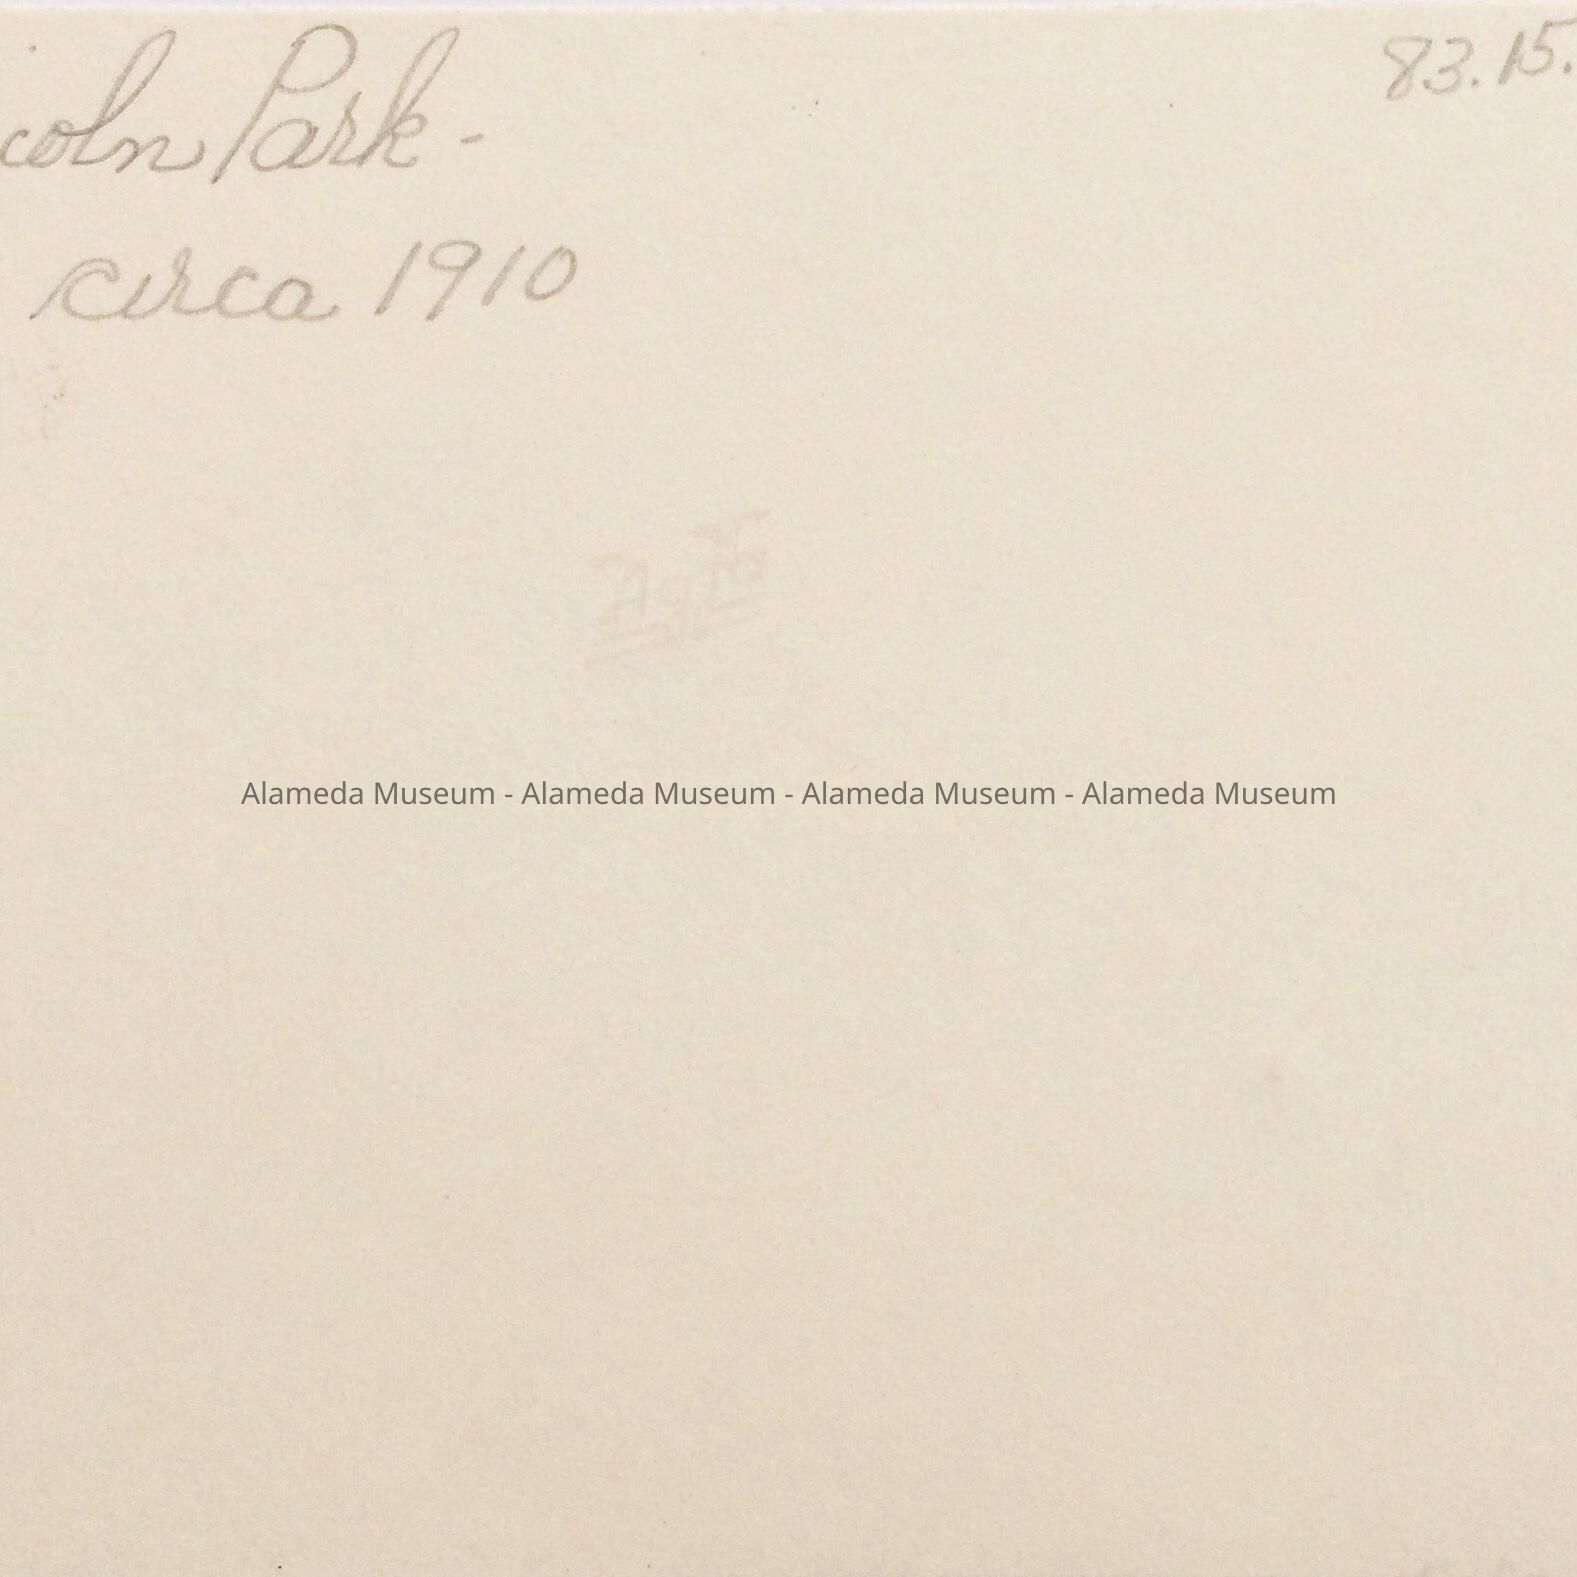 coln Park -
83.15.
circa 1910
Alameda Museum - Alameda Museum - Alameda Museum - Alameda Museum